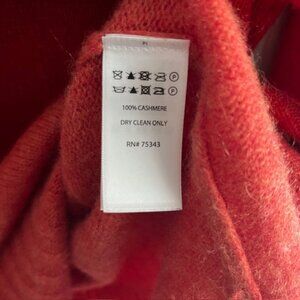 100% CASHMERE
DRY CLEAN ONLY
RN# 75343